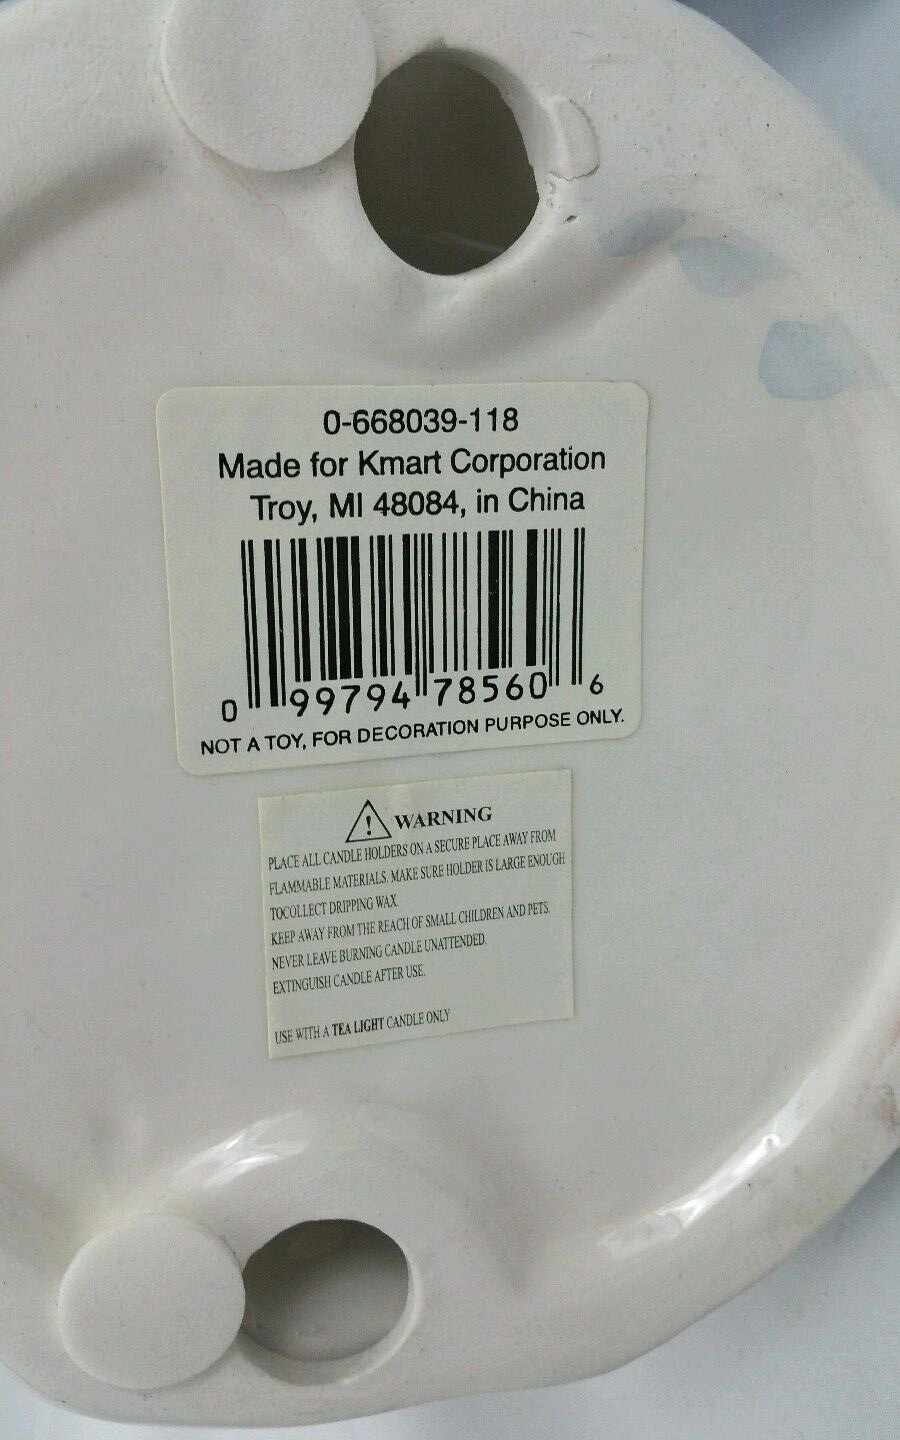 0-668039-118
Made for Kmart Corporation
Troy, MI 48084, in China
0 99794 78560 6
NOT A TOY, FOR DECORATION PURPOSE ONLY.
WARNING
PLACE ALL CANDLE HOLDERS ON A SECURE PLACE AWAY FROM
FLAMMABLE MATERIALS. MAKE SURE HOLDER IS LARGE ENOUGH
TOCOLLECT DRIPPING WAX.
KEEP AWAY FROM THE REACH OF SMALL CHILDREN AND PETS.
NEVER LEAVE BURNING CANDLE UNATTENDED.
EXTINGUISH CANDLE AFTER USE.
USE WITH A TEA LIGHT CANDLE ONLY